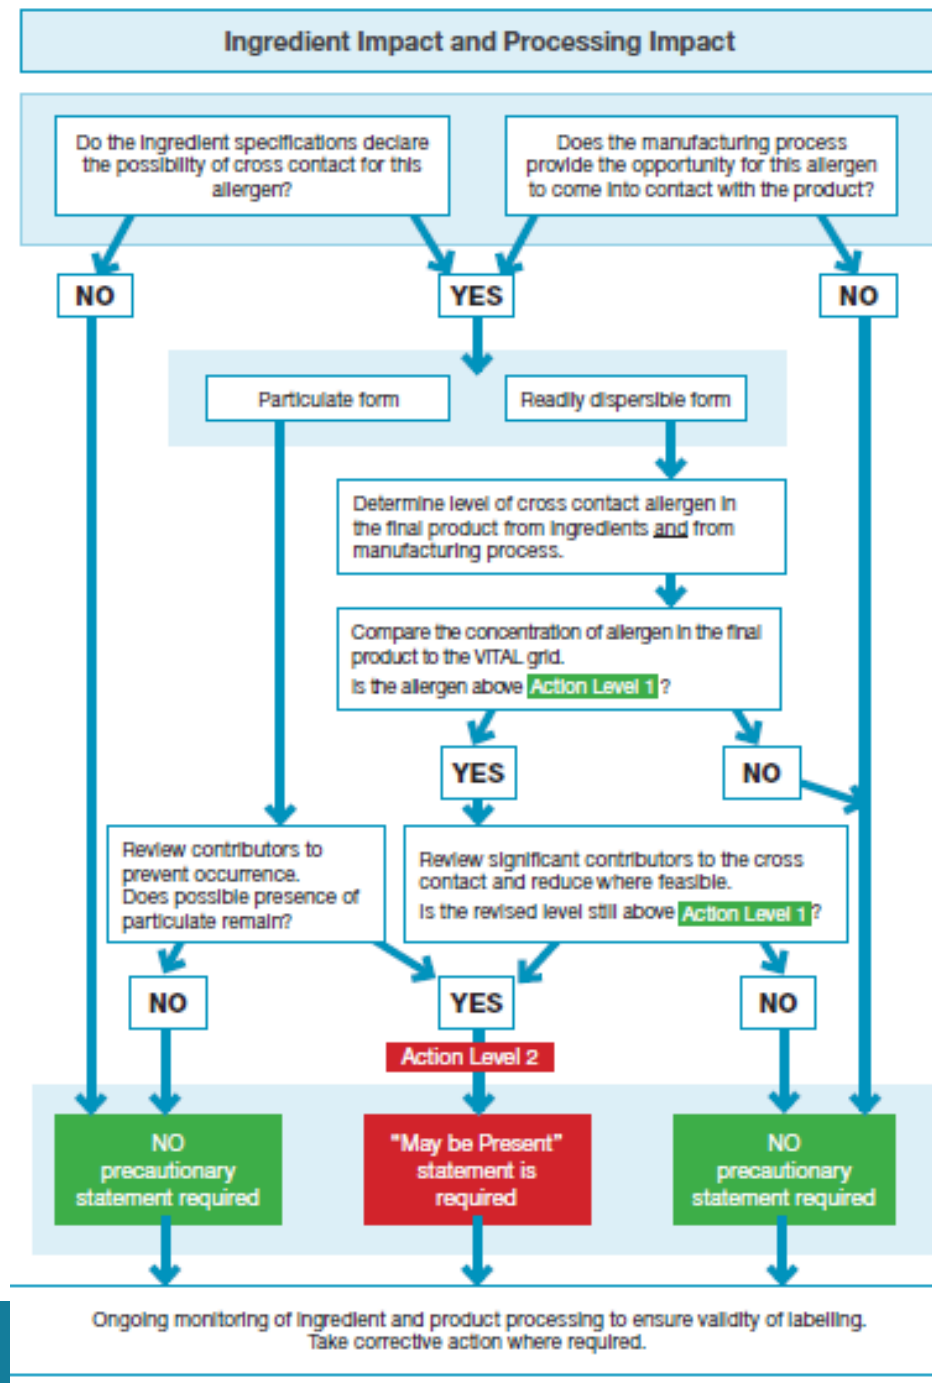 Ingredient Impact and Processing Impact
Do the ingredient specifications declare
the possibility of cross contact for this
allergen?
Does the manufacturing process
provide the opportunity for this allergen
to come into contact with the product?
NO
YES
NO
Particulate form
Readily dispersible form
Determine level of cross contact allergen in
the final product from ingredients and from
manufacturing process.
Compare the concentration of allergen in the final
product to the VITAL grid.
Is the allergen above Action Level 1 ?
YES
NO
Review contributors to
prevent occurrence.
Does possible presence of
particulate remain?
Review significant contributors to the cross
contact and reduce where feasible.
Is the revised level still above Action Level 1 ?
NO
YES
NO
Action Level 2
NO
precautionary
statement required
"May be Present"
statement is
required
NO
precautionary
statement required
Ongoing monitoring of ingredient and product processing to ensure validity of labelling.
Take corrective action where required.